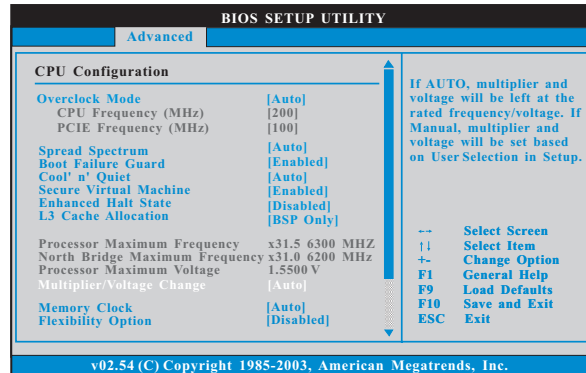 BIOS SETUP UTILITY
Advanced
CPU Configuration
Overclock Mode [Auto]
CPU Frequency (MHz) [200]
PCIE Frequency (MHz) [100]
Spread Spectrum [Auto]
Boot Failure Guard [Enabled]
Cool' n' Quiet [Auto]
Secure Virtual Machine [Enabled]
Enhanced Halt State [Disabled]
L3 Cache Allocation [BSP Only]
Processor Maximum Frequency x31.5 6300 MHZ
North Bridge Maximum Frequency x31.0 6200 MHz
Processor Maximum Voltage 1.5500 V
Multiplier/Voltage Change [Auto]
Memory Clock [Auto]
Flexibility Option [Disabled]
If AUTO, multiplier and
voltage will be left at the
rated frequency/voltage. If
Manual, multiplier and
voltage will be set based
on User Selection in Setup.
←→ Select Screen
↑↓ Select Item
+- Change Option
F1 General Help
F9 Load Defaults
F10 Save and Exit
ESC Exit
v02.54 (C) Copyright 1985-2003, American Megatrends, Inc.